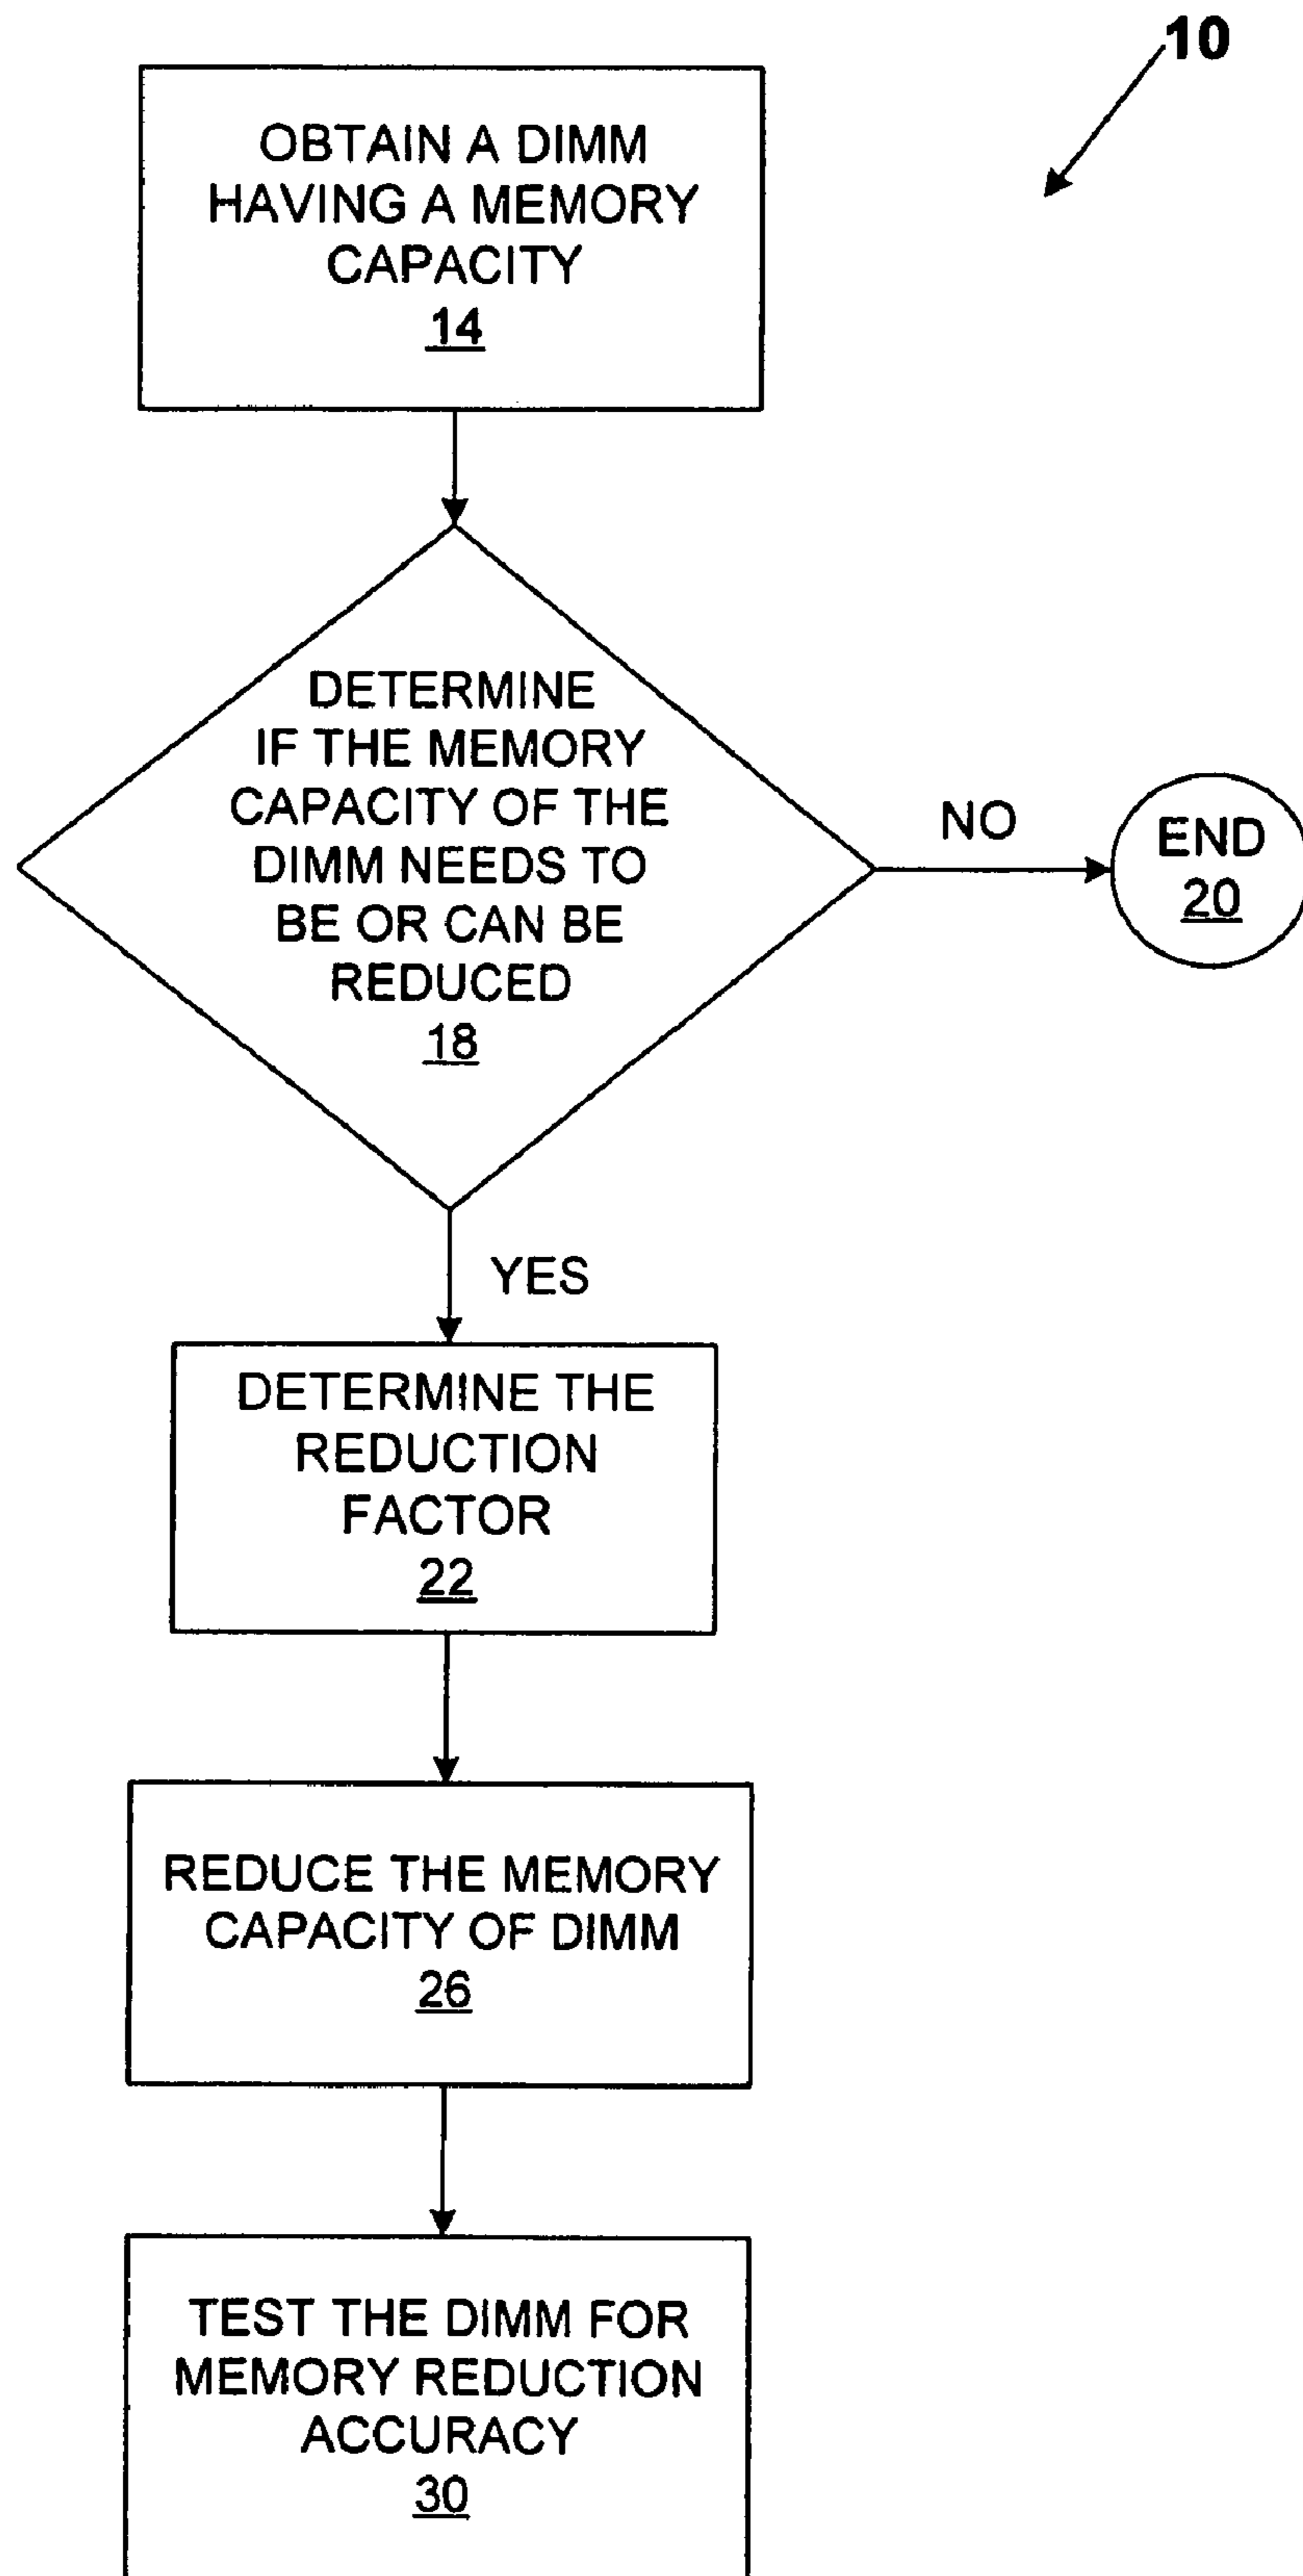 10
OBTAIN A DIMM
HAVING A MEMORY
CAPACITY
14
DETERMINE
IF THE MEMORY
CAPACITY OF THE
DIMM NEEDS TO
BE OR CAN BE
REDUCED
18
NO
END
20
YES
DETERMINE THE
REDUCTION
FACTOR
22
REDUCE THE MEMORY
CAPACITY OF DIMM
26
TEST THE DIMM FOR
MEMORY REDUCTION
ACCURACY
30